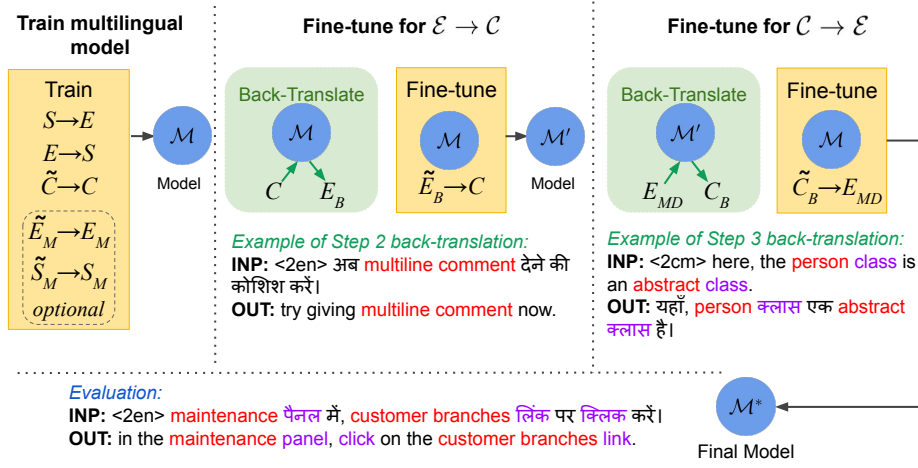 Train multilingual
model
Train
S→E
E→S
C̃→C
Ẽ_M→E_M
S̃_M→S_M
optional
ℳ
Model
Fine-tune for ℰ → 𝒞
Back-Translate
ℳ
C
E_B
Fine-tune
ℳ
Ẽ_B→C
ℳ′
Model
Example of Step 2 back-translation:
INP: <2en> अब multiline comment देने की
कोशिश करें।
OUT: try giving multiline comment now.
Fine-tune for 𝒞 → ℰ
Back-Translate
ℳ′
E_MD
C_B
Fine-tune
ℳ
C̃_B→E_MD
Example of Step 3 back-translation:
INP: <2cm> here, the person class is
an abstract class.
OUT: यहाँ, person क्लास एक abstract
क्लास है।
Evaluation:
INP: <2en> maintenance पैनल में, customer branches लिंक पर क्लिक करें।
OUT: in the maintenance panel, click on the customer branches link.
ℳ*
Final Model